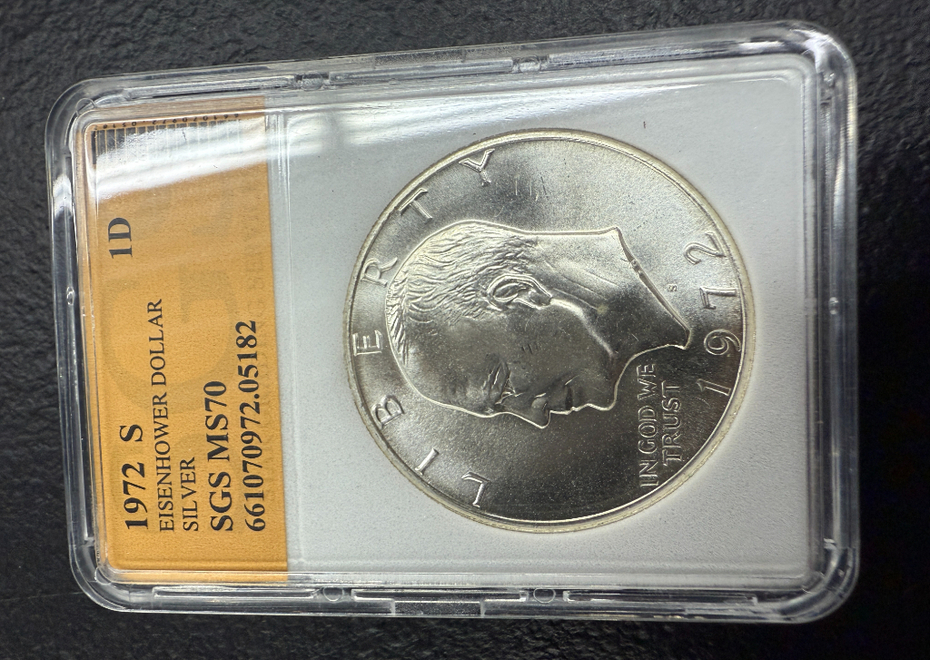 1972 S 1D
EISENHOWER DOLLAR
SILVER
SGS MS70
661070972.05182
LIBERTY
IN GOD WE
TRUST
S
1972